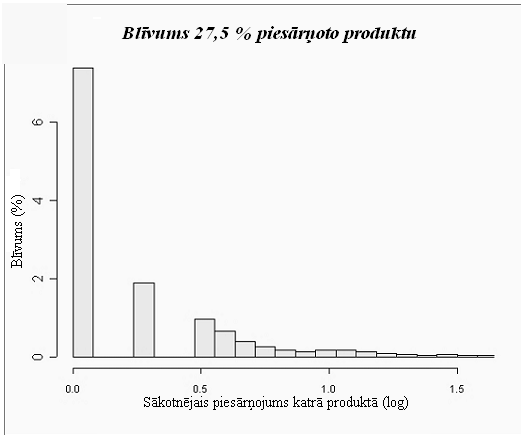 Blīvums 27,5 % piesārņoto produktu
Blīvums (%)
6
4
2
0
0.0 0.5 1.0 1.5
Sākotnējais piesārņojums katrā produktā (log)